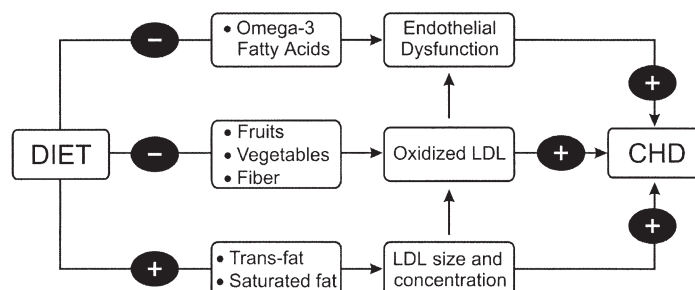 • Omega-3
Fatty Acids
Endothelial
Dysfunction
−
+
DIET
−
• Fruits
• Vegetables
• Fiber
Oxidized LDL
+
CHD
+
+
• Trans-fat
• Saturated fat
LDL size and
concentration